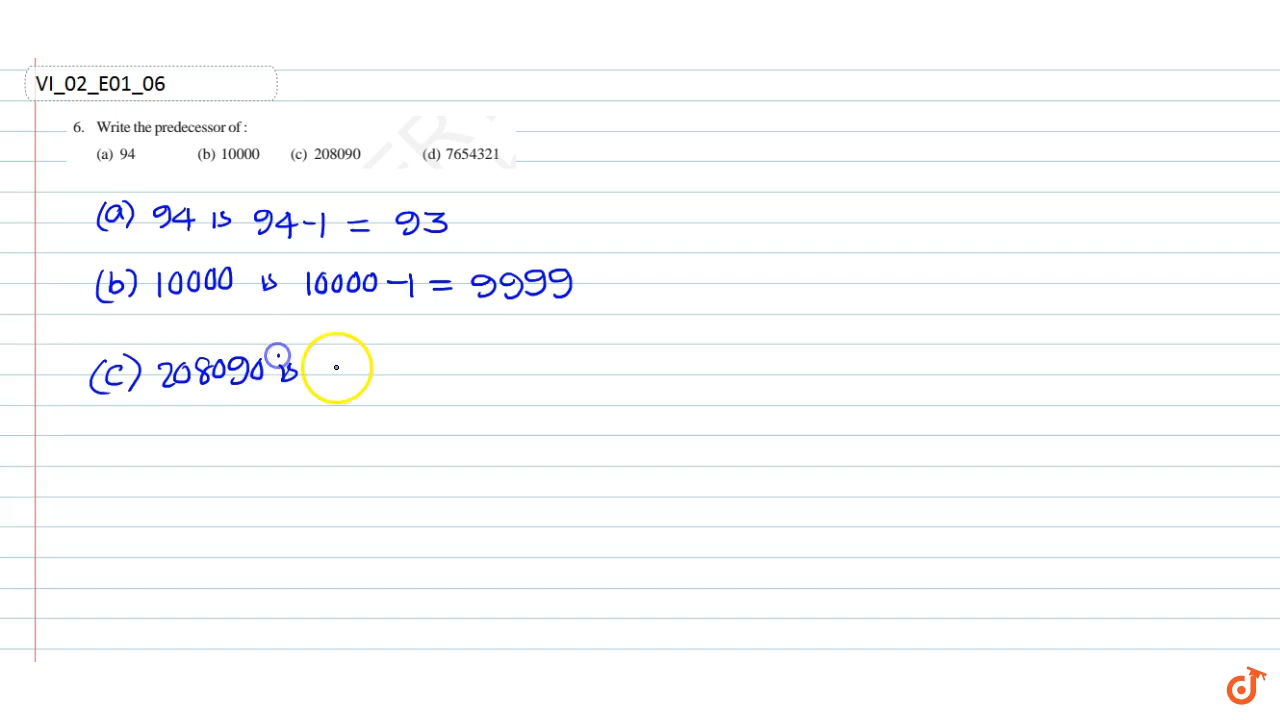 VI_02_E01_06
6. Write the predecessor of :
(a) 94 (b) 10000 (c) 208090 (d) 7654321
(a) 94 is 94-1 = 93
(b) 10000 is 10000-1 = 9999
(c) 208090 is